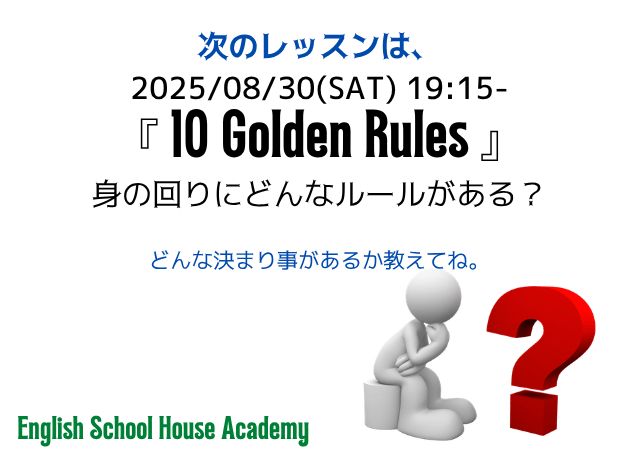 次のレッスンは、
2025/08/30(SAT) 19:15-
『 10 Golden Rules 』
身の回りにどんなルールがある？
どんな決まり事があるか教えてね。
English School House Academy